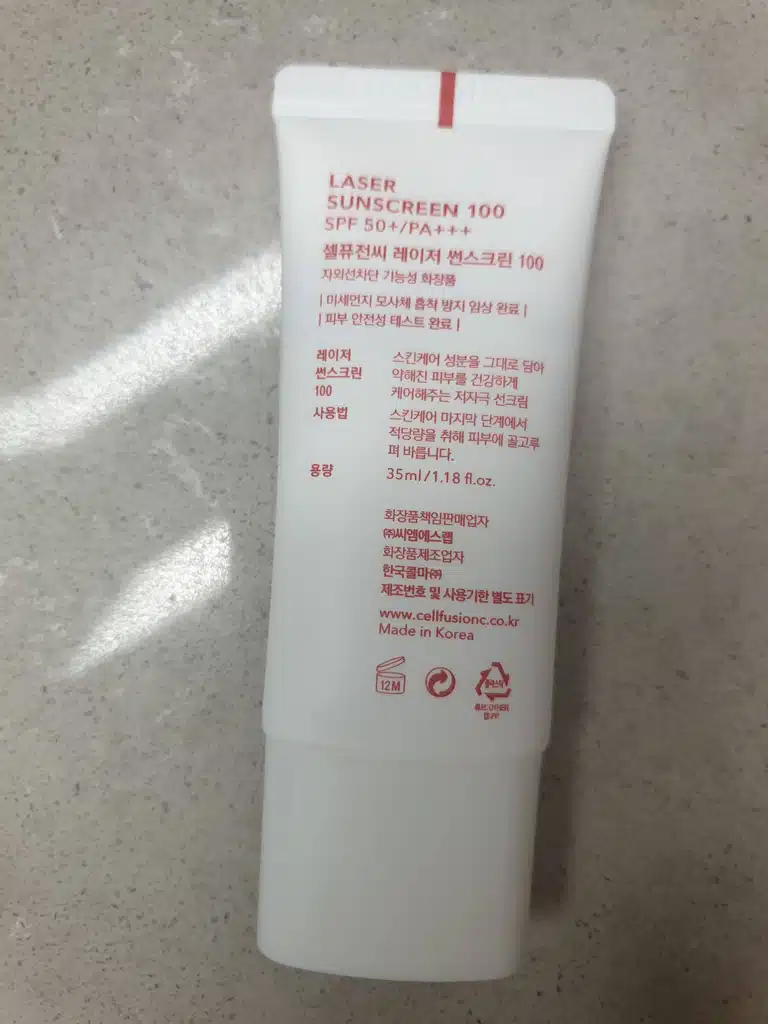 LASER
SUNSCREEN 100
SPF 50+/PA+++
셀퓨전씨 레이저 썬스크린 100
자외선차단 기능성 화장품
| 미세먼지 모사체 흡착 방지 임상 완료 |
| 피부 안전성 테스트 완료 |
레이저
썬스크린
100
스킨케어 성분을 그대로 담아
약해진 피부를 건강하게
케어해주는 저자극 선크림
사용법
스킨케어 마지막 단계에서
적당량을 취해 피부에 골고루
펴 바릅니다.
용량
35ml/1.18 fl.oz.
화장품책임판매업자
㈜씨엠에스랩
화장품제조업자
한국콜마㈜
제조번호 및 사용기한 별도 표기
www.cellfusionc.co.kr
Made in Korea
12M
플라스틱